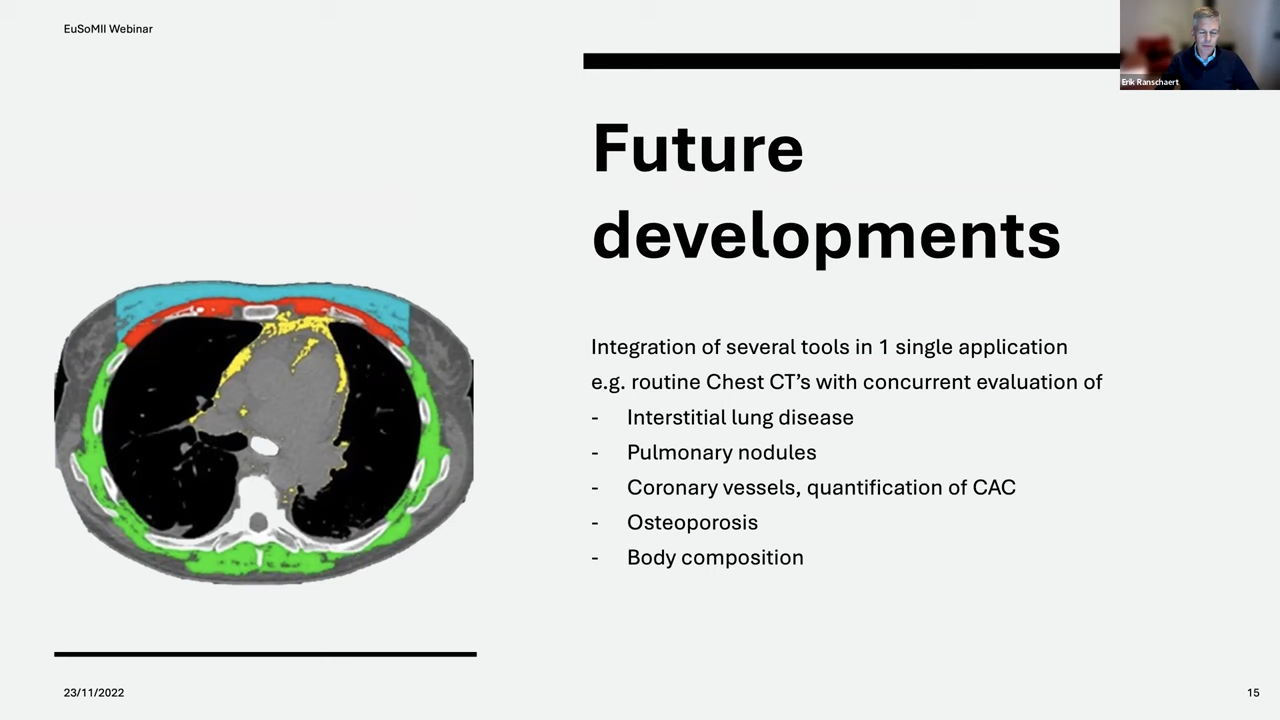 EuSoMII Webinar
Erik Ranschaert
Future
developments
Integration of several tools in 1 single application
e.g. routine Chest CT’s with concurrent evaluation of
- Interstitial lung disease
- Pulmonary nodules
- Coronary vessels, quantification of CAC
- Osteoporosis
- Body composition
23/11/2022
15